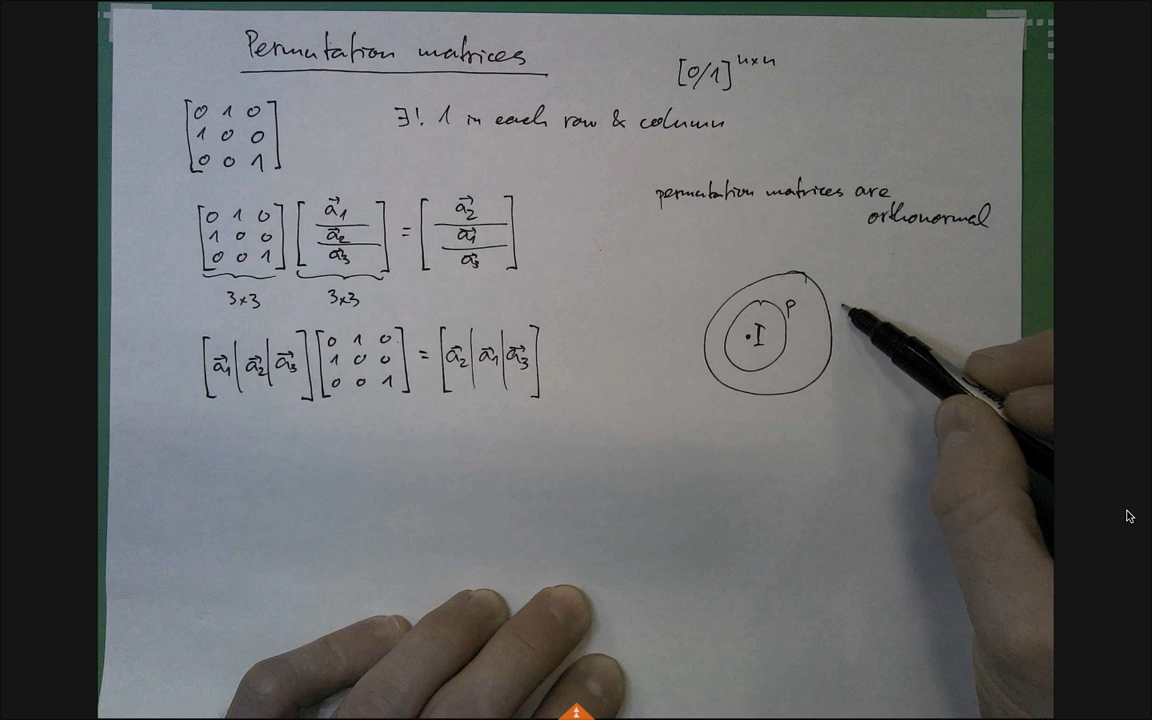 Permutation matrices
[0/1]^{n×n}
[0 1 0
1 0 0
0 0 1]
∃! 1 in each row & column
permutation matrices are
orthonormal
[0 1 0
1 0 0
0 0 1] [a⃗1
a⃗2
a⃗3] = [a⃗2
a⃗1
a⃗3]
3×3 3×3
P
• I
[a⃗1 | a⃗2 | a⃗3] [0 1 0
1 0 0
0 0 1] = [a⃗2 | a⃗1 | a⃗3]